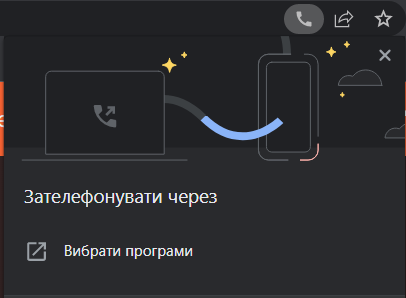 Зателефонувати через
Вибрати програми